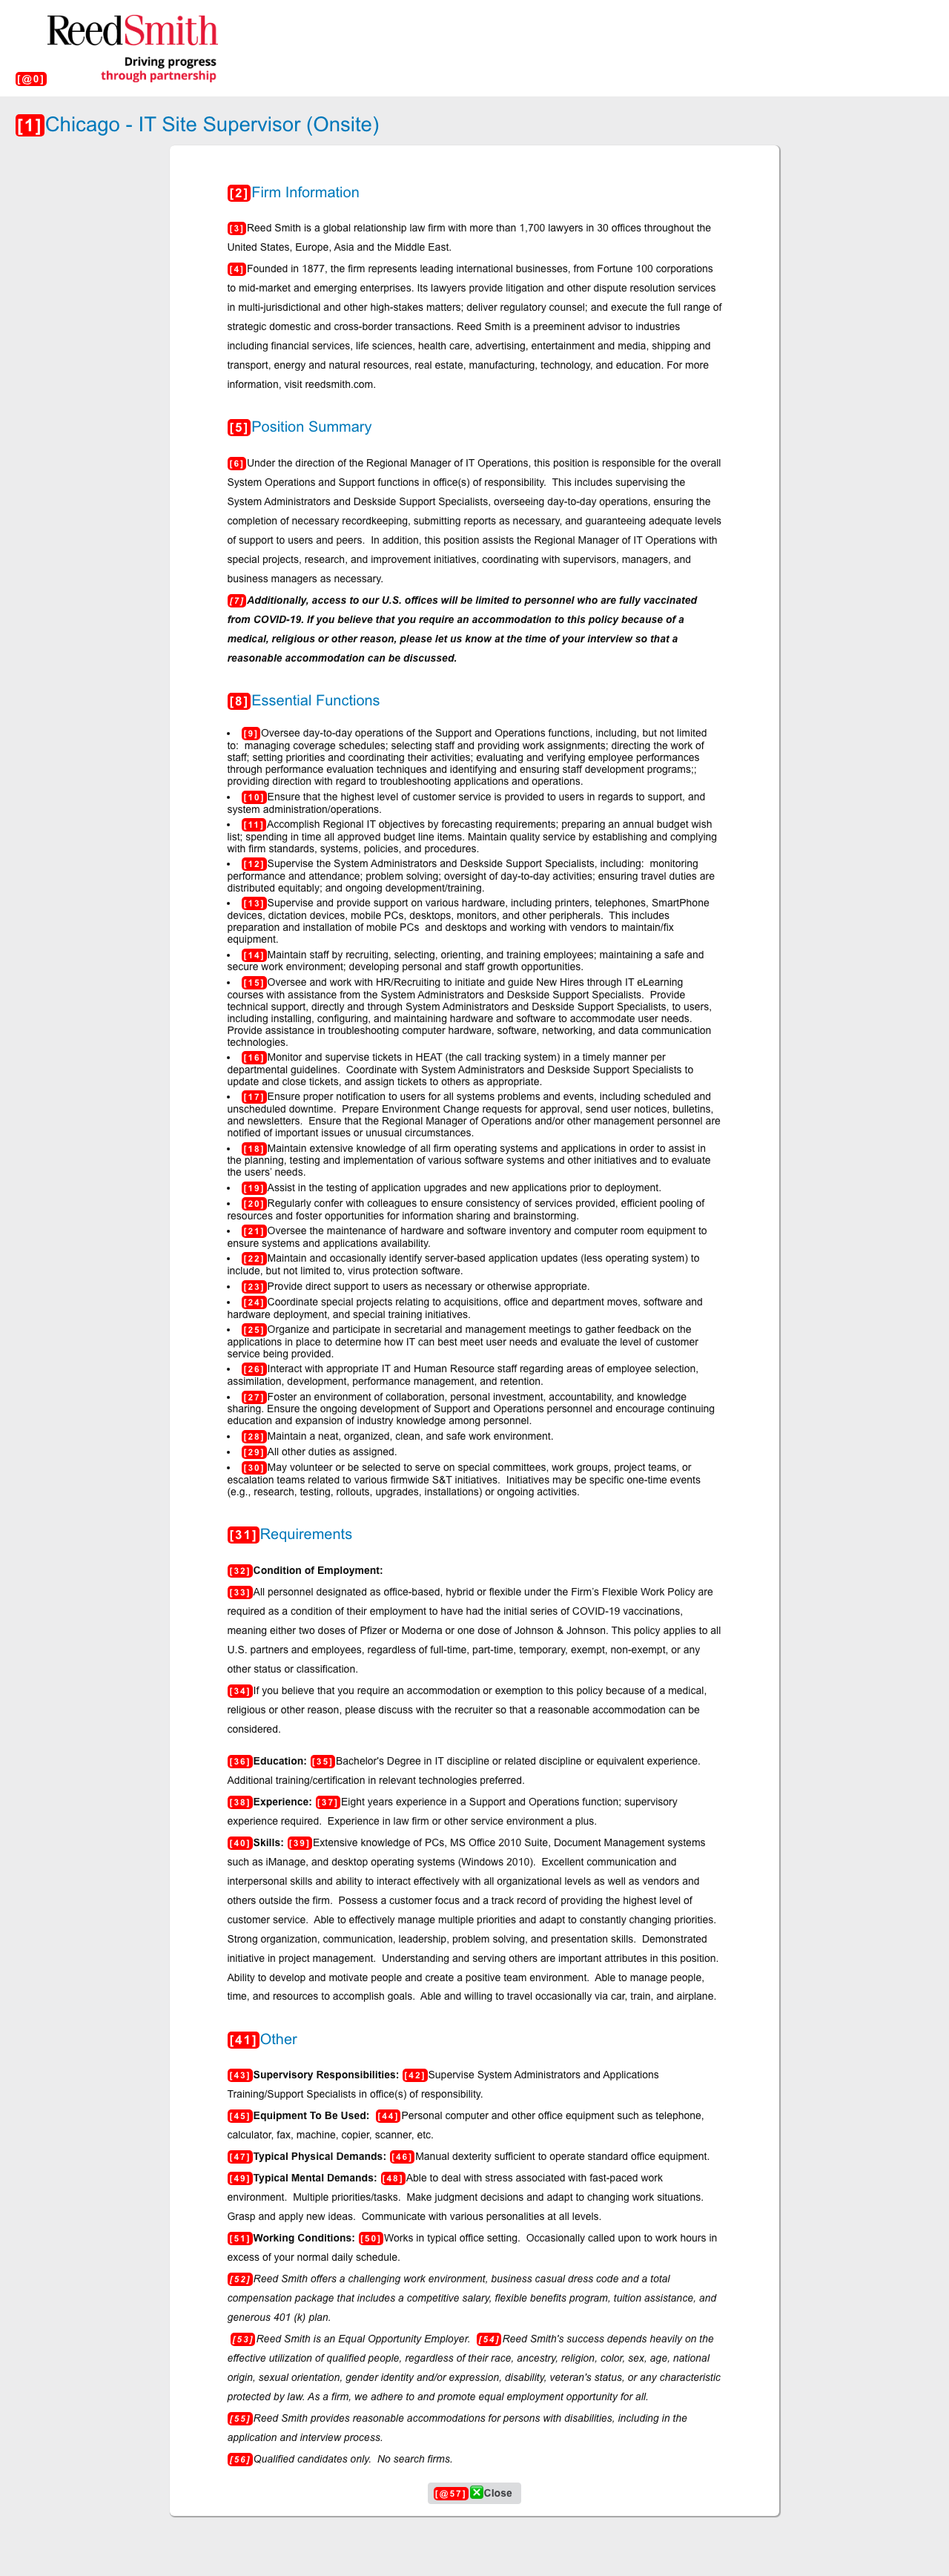 ReedSmith
Driving progress
[@0] through partnership
[1]Chicago - IT Site Supervisor (Onsite)
[2]Firm Information
[3]Reed Smith is a global relationship law firm with more than 1,700 lawyers in 30 offices throughout the
United States, Europe, Asia and the Middle East.
[4]Founded in 1877, the firm represents leading international businesses, from Fortune 100 corporations
to mid-market and emerging enterprises. Its lawyers provide litigation and other dispute resolution services
in multi-jurisdictional and other high-stakes matters; deliver regulatory counsel; and execute the full range of
strategic domestic and cross-border transactions. Reed Smith is a preeminent advisor to industries
including financial services, life sciences, health care, advertising, entertainment and media, shipping and
transport, energy and natural resources, real estate, manufacturing, technology, and education. For more
information, visit reedsmith.com.
[5]Position Summary
[6]Under the direction of the Regional Manager of IT Operations, this position is responsible for the overall
System Operations and Support functions in office(s) of responsibility.  This includes supervising the
System Administrators and Deskside Support Specialists, overseeing day-to-day operations, ensuring the
completion of necessary recordkeeping, submitting reports as necessary, and guaranteeing adequate levels
of support to users and peers.  In addition, this position assists the Regional Manager of IT Operations with
special projects, research, and improvement initiatives, coordinating with supervisors, managers, and
business managers as necessary.
[7]Additionally, access to our U.S. offices will be limited to personnel who are fully vaccinated
from COVID-19. If you believe that you require an accommodation to this policy because of a
medical, religious or other reason, please let us know at the time of your interview so that a
reasonable accommodation can be discussed.
[8]Essential Functions
• [9]Oversee day-to-day operations of the Support and Operations functions, including, but not limited
to:  managing coverage schedules; selecting staff and providing work assignments; directing the work of
staff; setting priorities and coordinating their activities; evaluating and verifying employee performances
through performance evaluation techniques and identifying and ensuring staff development programs;;
providing direction with regard to troubleshooting applications and operations.
• [10]Ensure that the highest level of customer service is provided to users in regards to support, and
system administration/operations.
• [11]Accomplish Regional IT objectives by forecasting requirements; preparing an annual budget wish
list; spending in time all approved budget line items. Maintain quality service by establishing and complying
with firm standards, systems, policies, and procedures.
• [12]Supervise the System Administrators and Deskside Support Specialists, including:  monitoring
performance and attendance; problem solving; oversight of day-to-day activities; ensuring travel duties are
distributed equitably; and ongoing development/training.
• [13]Supervise and provide support on various hardware, including printers, telephones, SmartPhone
devices, dictation devices, mobile PCs, desktops, monitors, and other peripherals.  This includes
preparation and installation of mobile PCs  and desktops and working with vendors to maintain/fix
equipment.
• [14]Maintain staff by recruiting, selecting, orienting, and training employees; maintaining a safe and
secure work environment; developing personal and staff growth opportunities.
• [15]Oversee and work with HR/Recruiting to initiate and guide New Hires through IT eLearning
courses with assistance from the System Administrators and Deskside Support Specialists.  Provide
technical support, directly and through System Administrators and Deskside Support Specialists, to users,
including installing, configuring, and maintaining hardware and software to accommodate user needs.
Provide assistance in troubleshooting computer hardware, software, networking, and data communication
technologies.
• [16]Monitor and supervise tickets in HEAT (the call tracking system) in a timely manner per
departmental guidelines.  Coordinate with System Administrators and Deskside Support Specialists to
update and close tickets, and assign tickets to others as appropriate.
• [17]Ensure proper notification to users for all systems problems and events, including scheduled and
unscheduled downtime.  Prepare Environment Change requests for approval, send user notices, bulletins,
and newsletters.  Ensure that the Regional Manager of Operations and/or other management personnel are
notified of important issues or unusual circumstances.
• [18]Maintain extensive knowledge of all firm operating systems and applications in order to assist in
the planning, testing and implementation of various software systems and other initiatives and to evaluate
the users' needs.
• [19]Assist in the testing of application upgrades and new applications prior to deployment.
• [20]Regularly confer with colleagues to ensure consistency of services provided, efficient pooling of
resources and foster opportunities for information sharing and brainstorming.
• [21]Oversee the maintenance of hardware and software inventory and computer room equipment to
ensure systems and applications availability.
• [22]Maintain and occasionally identify server-based application updates (less operating system) to
include, but not limited to, virus protection software.
• [23]Provide direct support to users as necessary or otherwise appropriate.
• [24]Coordinate special projects relating to acquisitions, office and department moves, software and
hardware deployment, and special training initiatives.
• [25]Organize and participate in secretarial and management meetings to gather feedback on the
applications in place to determine how IT can best meet user needs and evaluate the level of customer
service being provided.
• [26]Interact with appropriate IT and Human Resource staff regarding areas of employee selection,
assimilation, development, performance management, and retention.
• [27]Foster an environment of collaboration, personal investment, accountability, and knowledge
sharing. Ensure the ongoing development of Support and Operations personnel and encourage continuing
education and expansion of industry knowledge among personnel.
• [28]Maintain a neat, organized, clean, and safe work environment.
• [29]All other duties as assigned.
• [30]May volunteer or be selected to serve on special committees, work groups, project teams, or
escalation teams related to various firmwide S&T initiatives.  Initiatives may be specific one-time events
(e.g., research, testing, rollouts, upgrades, installations) or ongoing activities.
[31]Requirements
[32]Condition of Employment:
[33]All personnel designated as office-based, hybrid or flexible under the Firm's Flexible Work Policy are
required as a condition of their employment to have had the initial series of COVID-19 vaccinations,
meaning either two doses of Pfizer or Moderna or one dose of Johnson & Johnson. This policy applies to all
U.S. partners and employees, regardless of full-time, part-time, temporary, exempt, non-exempt, or any
other status or classification.
[34]If you believe that you require an accommodation or exemption to this policy because of a medical,
religious or other reason, please discuss with the recruiter so that a reasonable accommodation can be
considered.
[36]Education: [35]Bachelor's Degree in IT discipline or related discipline or equivalent experience.
Additional training/certification in relevant technologies preferred.
[38]Experience: [37]Eight years experience in a Support and Operations function; supervisory
experience required.  Experience in law firm or other service environment a plus.
[40]Skills: [39]Extensive knowledge of PCs, MS Office 2010 Suite, Document Management systems
such as iManage, and desktop operating systems (Windows 2010).  Excellent communication and
interpersonal skills and ability to interact effectively with all organizational levels as well as vendors and
others outside the firm.  Possess a customer focus and a track record of providing the highest level of
customer service.  Able to effectively manage multiple priorities and adapt to constantly changing priorities.
Strong organization, communication, leadership, problem solving, and presentation skills.  Demonstrated
initiative in project management.  Understanding and serving others are important attributes in this position.
Ability to develop and motivate people and create a positive team environment.  Able to manage people,
time, and resources to accomplish goals.  Able and willing to travel occasionally via car, train, and airplane.
[41]Other
[43]Supervisory Responsibilities: [42]Supervise System Administrators and Applications
Training/Support Specialists in office(s) of responsibility.
[45]Equipment To Be Used:  [44]Personal computer and other office equipment such as telephone,
calculator, fax, machine, copier, scanner, etc.
[47]Typical Physical Demands: [46]Manual dexterity sufficient to operate standard office equipment.
[49]Typical Mental Demands: [48]Able to deal with stress associated with fast-paced work
environment.  Multiple priorities/tasks.  Make judgment decisions and adapt to changing work situations.
Grasp and apply new ideas.  Communicate with various personalities at all levels.
[51]Working Conditions: [50]Works in typical office setting.  Occasionally called upon to work hours in
excess of your normal daily schedule.
[52]Reed Smith offers a challenging work environment, business casual dress code and a total
compensation package that includes a competitive salary, flexible benefits program, tuition assistance, and
generous 401 (k) plan.
[53]Reed Smith is an Equal Opportunity Employer.  [54]Reed Smith's success depends heavily on the
effective utilization of qualified people, regardless of their race, ancestry, religion, color, sex, age, national
origin, sexual orientation, gender identity and/or expression, disability, veteran's status, or any characteristic
protected by law. As a firm, we adhere to and promote equal employment opportunity for all.
[55]Reed Smith provides reasonable accommodations for persons with disabilities, including in the
application and interview process.
[56]Qualified candidates only.  No search firms.
[@57] Close